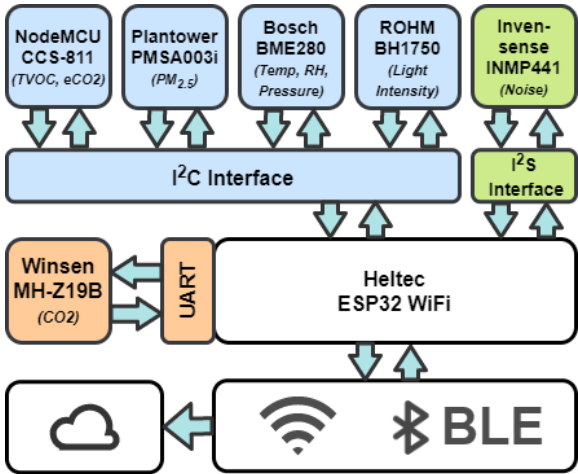 NodeMCU
CCS-811
(TVOC, eCO2)
Plantower
PMSA003i
(PM2.5)
Bosch
BME280
(Temp, RH,
Pressure)
ROHM
BH1750
(Light
Intensity)
Inven-
sense
INMP441
(Noise)
I2C Interface
I2S
Interface
Winsen
MH-Z19B
(CO2)
UART
Heltec
ESP32 WiFi
BLE